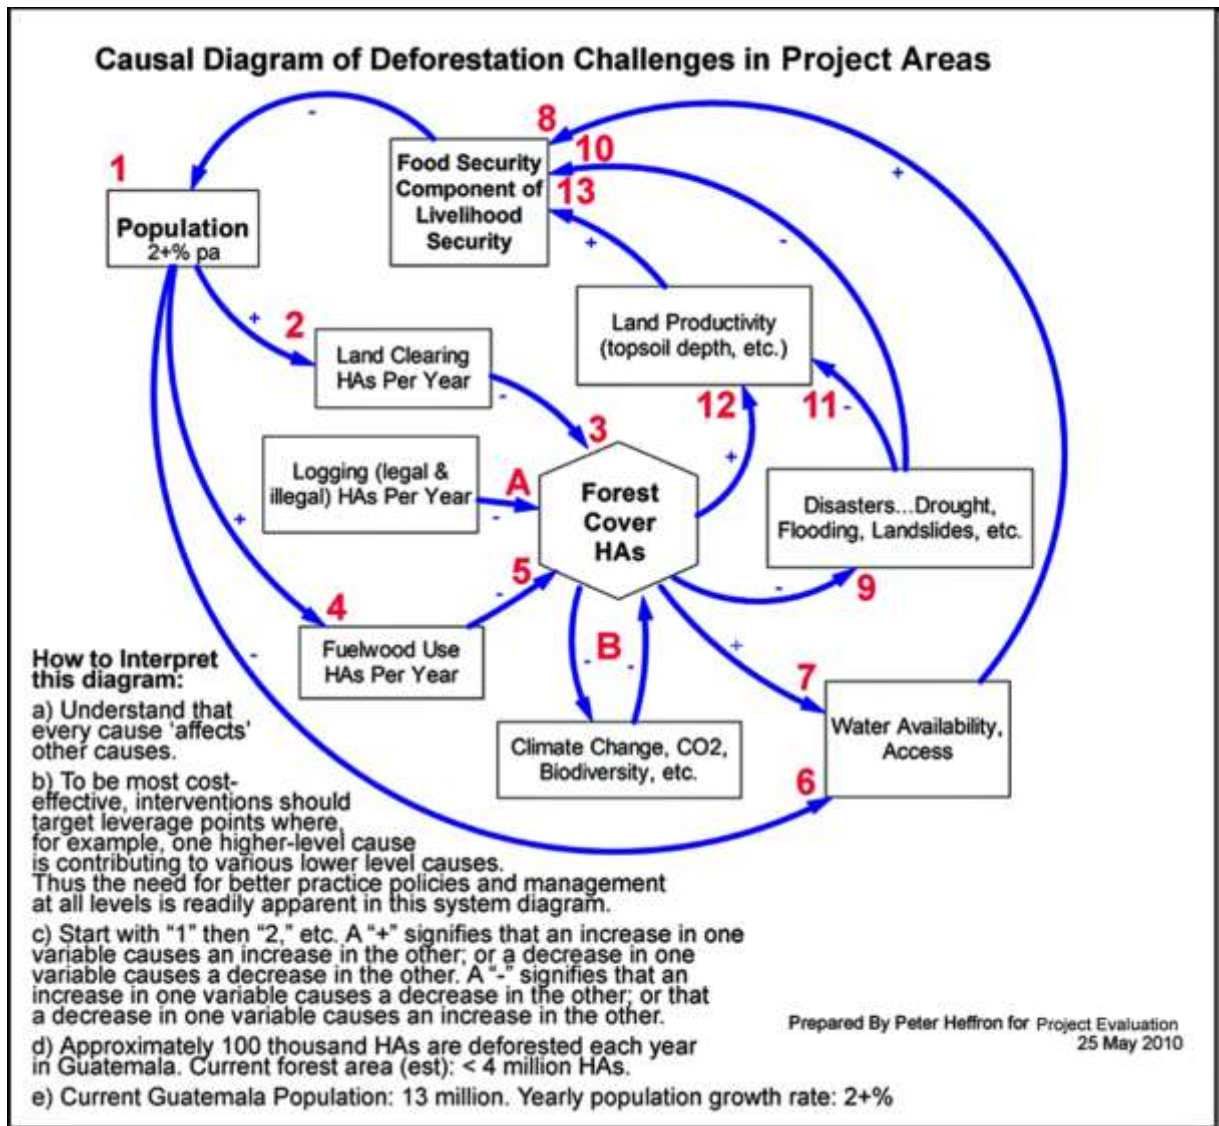 Causal Diagram of Deforestation Challenges in Project Areas
-
8
+
1
10
Food Security
Component of
Livelihood
Security
13
Population
2+% pa
+
-
+
2
Land Productivity
(topsoil depth, etc.)
Land Clearing
HAs Per Year
-
12
11
-
3
A
Logging (legal &
illegal) HAs Per Year
-
+
Forest
Cover
HAs
Disasters...Drought,
Flooding, Landslides, etc.
+
5
-
-
9
4
Fuelwood Use
HAs Per Year
B
-
-
+
7
Water Availability,
Access
6
-
Climate Change, CO2,
Biodiversity, etc.
How to Interpret
this diagram:
a) Understand that
every cause 'affects'
other causes.
b) To be most cost-
effective, interventions should
target leverage points where,
for example, one higher-level cause
is contributing to various lower level causes.
Thus the need for better practice policies and management
at all levels is readily apparent in this system diagram.
c) Start with "1" then "2," etc. A "+" signifies that an increase in one
variable causes an increase in the other; or a decrease in one
variable causes a decrease in the other. A "-" signifies that an
increase in one variable causes a decrease in the other; or that
a decrease in one variable causes an increase in the other.
d) Approximately 100 thousand HAs are deforested each year
in Guatemala. Current forest area (est): < 4 million HAs.
e) Current Guatemala Population: 13 million. Yearly population growth rate: 2+%
Prepared By Peter Heffron for Project Evaluation
25 May 2010